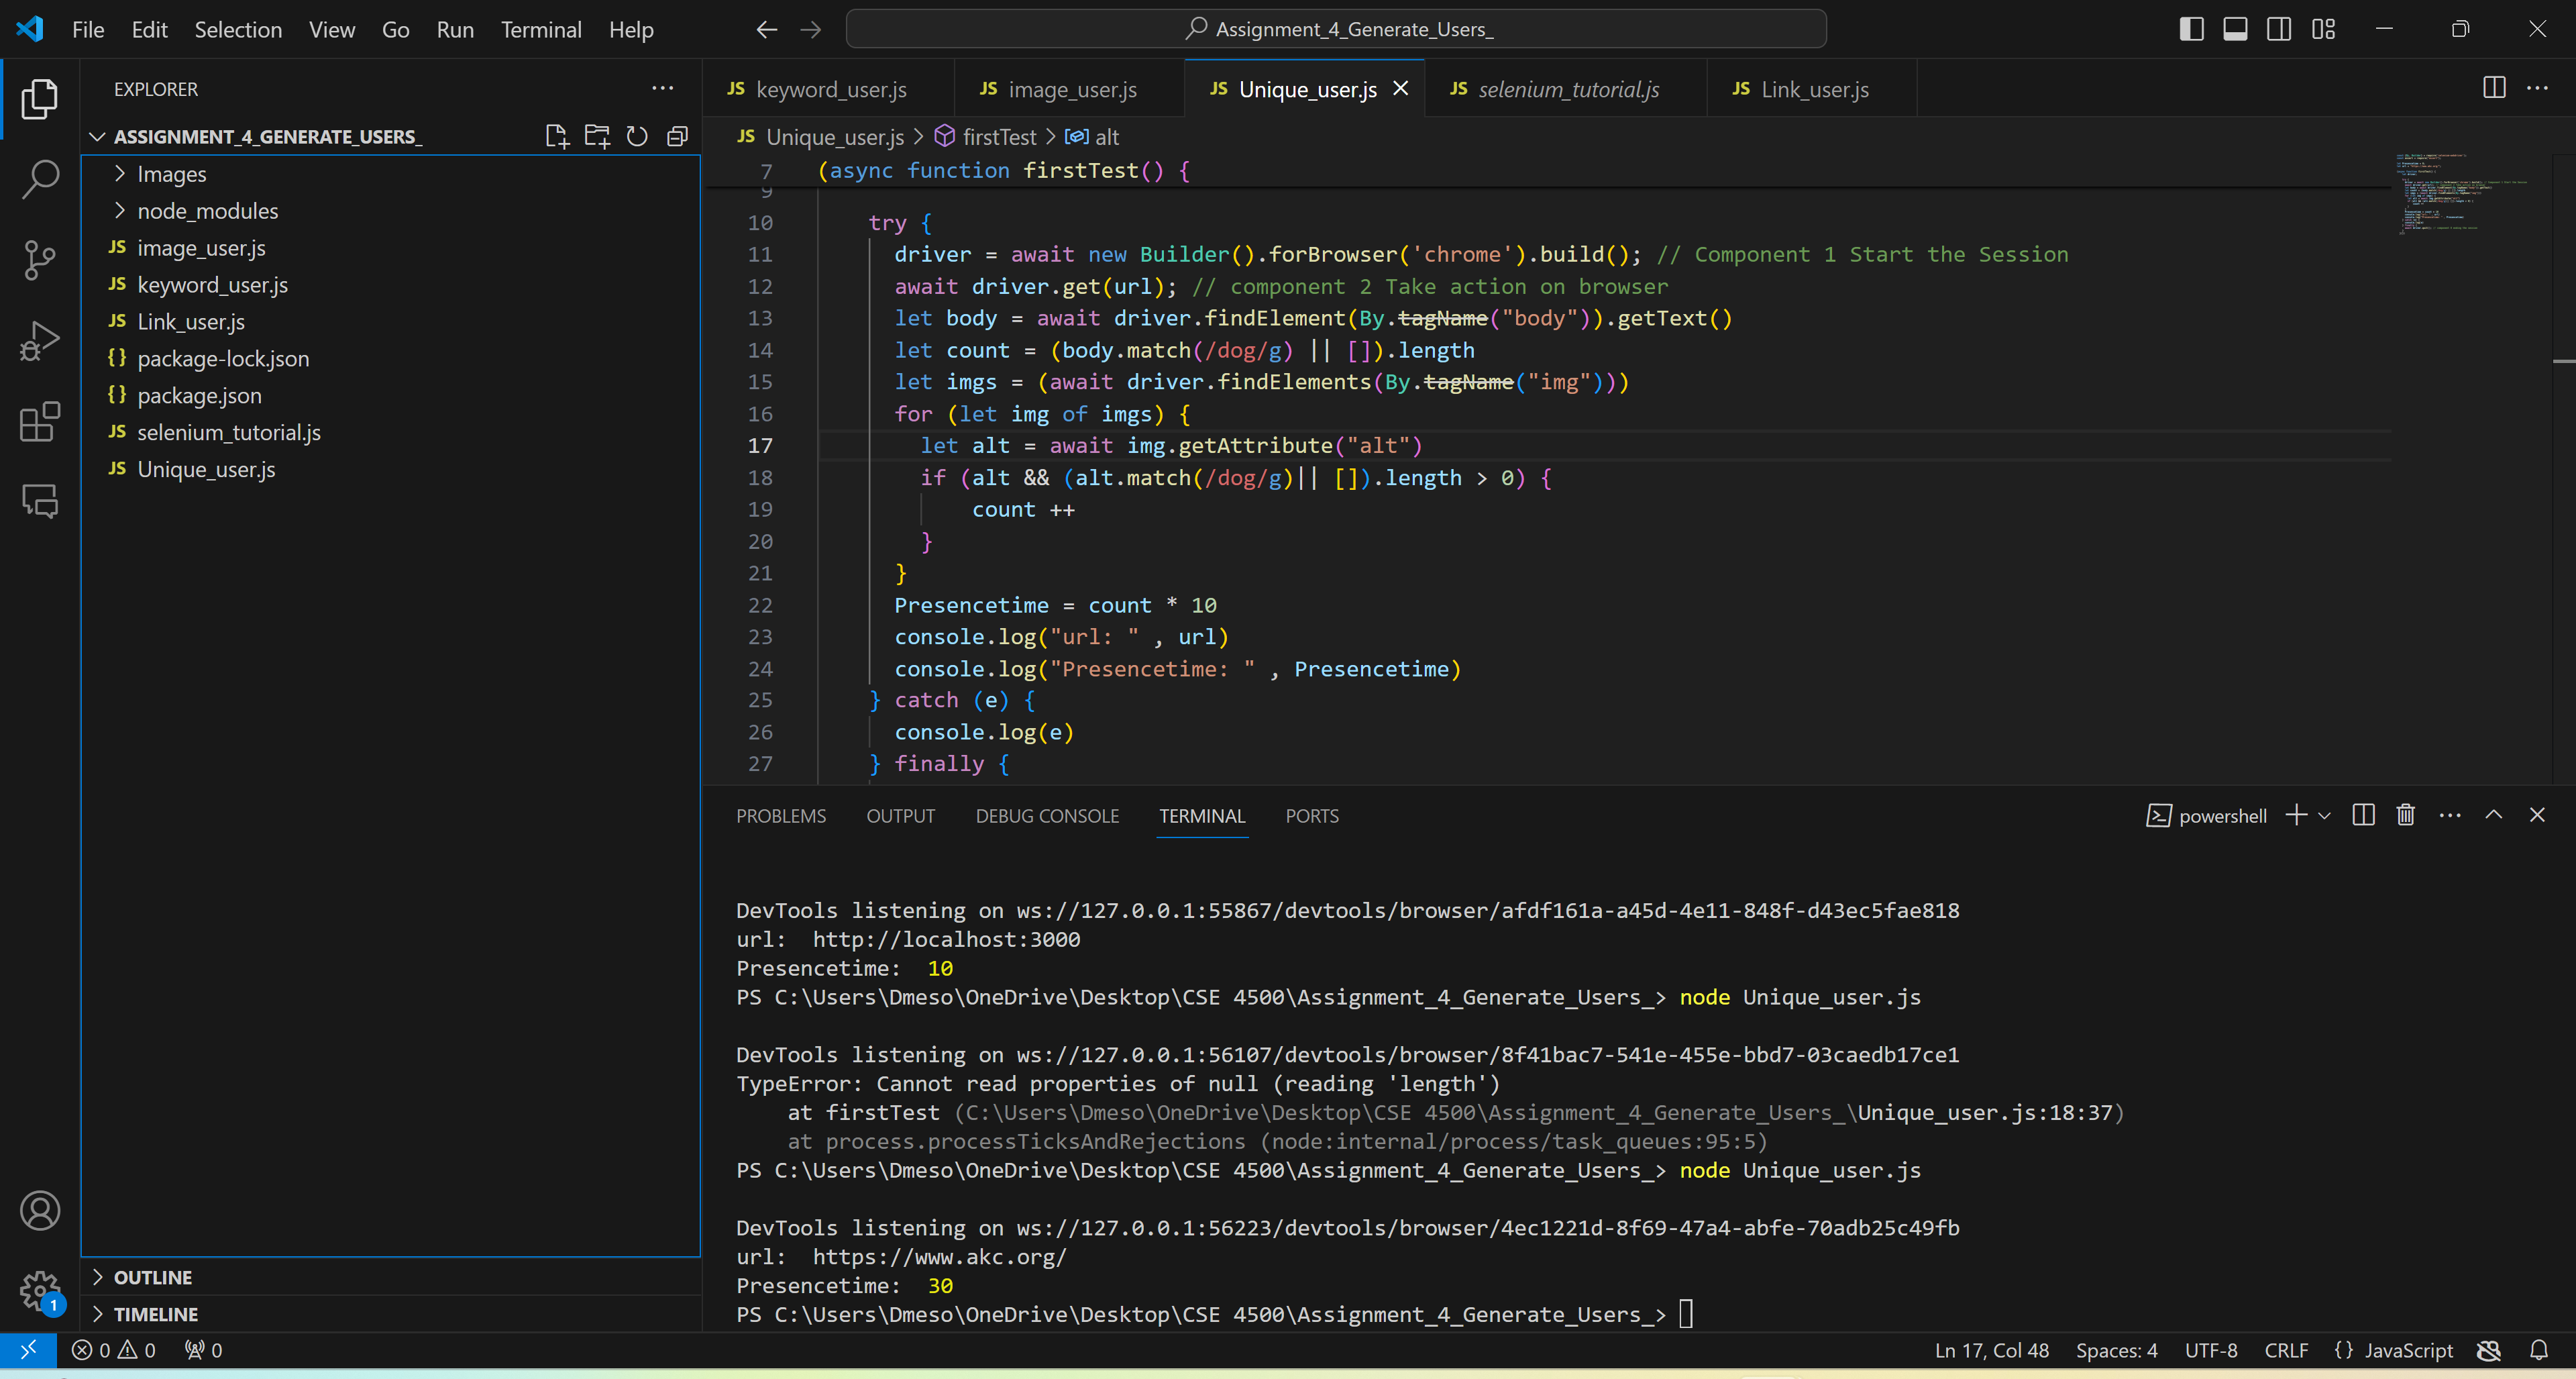 File Edit Selection View Go Run Terminal Help
Assignment_4_Generate_Users_
EXPLORER
ASSIGNMENT_4_GENERATE_USERS_
Images
node_modules
JS image_user.js
JS keyword_user.js
JS Link_user.js
{} package-lock.json
{} package.json
JS selenium_tutorial.js
JS Unique_user.js
OUTLINE
TIMELINE
JS keyword_user.js JS image_user.js JS Unique_user.js JS selenium_tutorial.js JS Link_user.js
JS Unique_user.js > firstTest > alt
7 (async function firstTest() {
9
10 try {
11 driver = await new Builder().forBrowser('chrome').build(); // Component 1 Start the Session
12 await driver.get(url); // component 2 Take action on browser
13 let body = await driver.findElement(By.tagName("body")).getText()
14 let count = (body.match(/dog/g) || []).length
15 let imgs = (await driver.findElements(By.tagName("img")))
16 for (let img of imgs) {
17 let alt = await img.getAttribute("alt")
18 if (alt && (alt.match(/dog/g)|| []).length > 0) {
19 count ++
20 }
21 }
22 Presencetime = count * 10
23 console.log("url: " , url)
24 console.log("Presencetime: " , Presencetime)
25 } catch (e) {
26 console.log(e)
27 } finally {
PROBLEMS OUTPUT DEBUG CONSOLE TERMINAL PORTS
powershell
DevTools listening on ws://127.0.0.1:55867/devtools/browser/afdf161a-a45d-4e11-848f-d43ec5fae818
url:  http://localhost:3000
Presencetime:  10
PS C:\Users\Dmeso\OneDrive\Desktop\CSE 4500\Assignment_4_Generate_Users_> node Unique_user.js
DevTools listening on ws://127.0.0.1:56107/devtools/browser/8f41bac7-541e-455e-bbd7-03caedb17ce1
TypeError: Cannot read properties of null (reading 'length')
at firstTest (C:\Users\Dmeso\OneDrive\Desktop\CSE 4500\Assignment_4_Generate_Users_\Unique_user.js:18:37)
at process.processTicksAndRejections (node:internal/process/task_queues:95:5)
PS C:\Users\Dmeso\OneDrive\Desktop\CSE 4500\Assignment_4_Generate_Users_> node Unique_user.js
DevTools listening on ws://127.0.0.1:56223/devtools/browser/4ec1221d-8f69-47a4-abfe-70adb25c49fb
url:  https://www.akc.org/
Presencetime:  30
PS C:\Users\Dmeso\OneDrive\Desktop\CSE 4500\Assignment_4_Generate_Users_>
1
0 0 0 Ln 17, Col 48 Spaces: 4 UTF-8 CRLF {} JavaScript